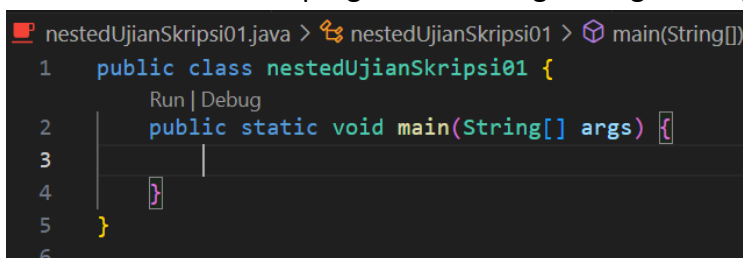 nestedUjianSkripsi01.java > nestedUjianSkripsi01 > main(String[])
1 public class nestedUjianSkripsi01 {
Run | Debug
2 public static void main(String[] args) {
3
4 }
5 }